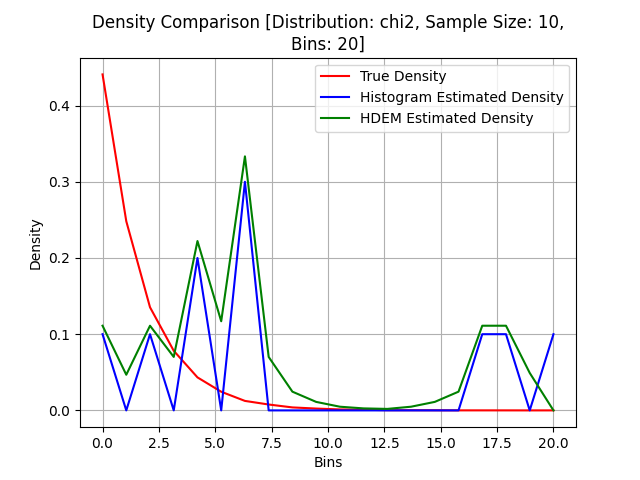 Density Comparison [Distribution: chi2, Sample Size: 10,
Bins: 20]
True Density
Histogram Estimated Density
HDEM Estimated Density
Density
0.4
0.3
0.2
0.1
0.0
0.0 2.5 5.0 7.5 10.0 12.5 15.0 17.5 20.0
Bins